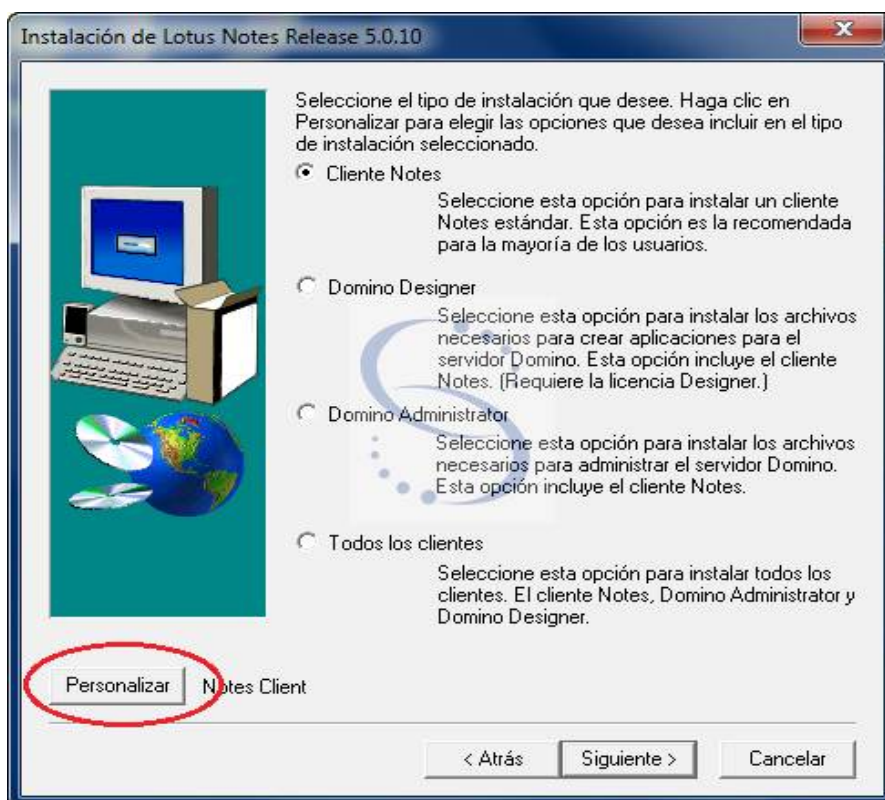 Instalación de Lotus Notes Release 5.0.10
Seleccione el tipo de instalación que desee. Haga clic en
Personalizar para elegir las opciones que desea incluir en el tipo
de instalación seleccionado.
Cliente Notes
Seleccione esta opción para instalar un cliente
Notes estándar. Esta opción es la recomendada
para la mayoría de los usuarios.
Domino Designer
Seleccione esta opción para instalar los archivos
necesarios para crear aplicaciones para el
servidor Domino. Esta opción incluye el cliente
Notes. (Requiere la licencia Designer.)
Domino Administrator
Seleccione esta opción para instalar los archivos
necesarios para administrar el servidor Domino.
Esta opción incluye el cliente Notes.
Todos los clientes
Seleccione esta opción para instalar todos los
clientes. El cliente Notes, Domino Administrator y
Domino Designer.
Personalizar Notes Client
< Atrás Siguiente > Cancelar